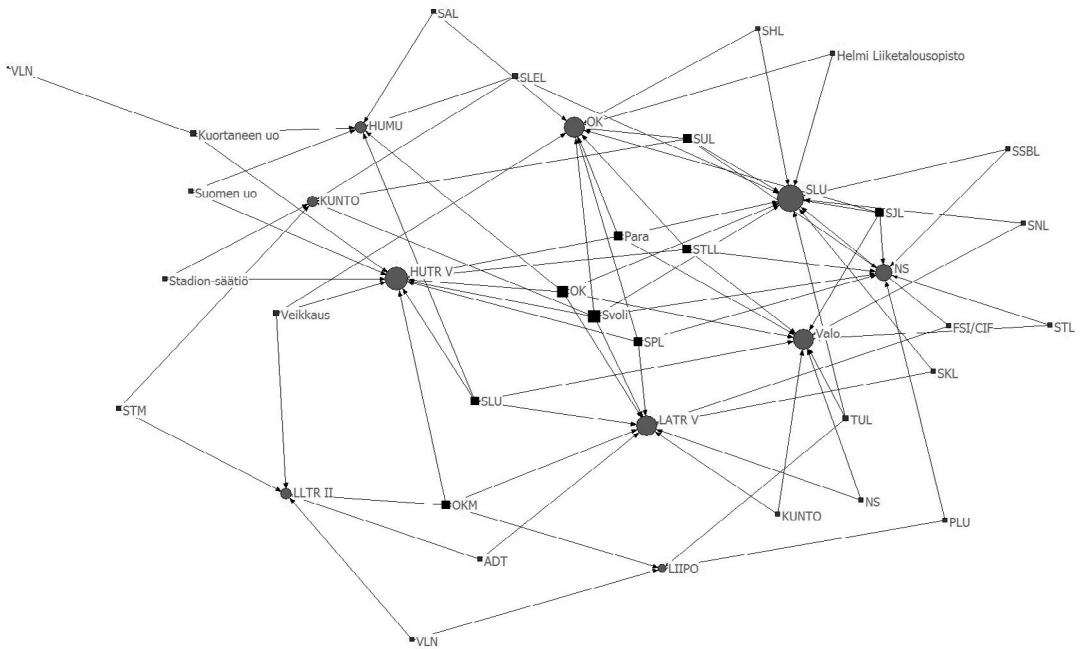 SAL
SHL
Helmi Liiketalousopisto
VLN
SLEL
OK
HUMU
Kuortaneen uo
SUL
SSBL
SLU
Suomen uo
KUNTO
SJL
SNL
Para
STLL
HUTR V
NS
Stadion-säätiö
OK
Veikkaus
Svoli
FSI/CIF
STL
SPL
Valo
SKL
SLU
STM
LATR V
TUL
LLTR II
OKM
NS
KUNTO
PLU
ADT
LIIPO
VLN